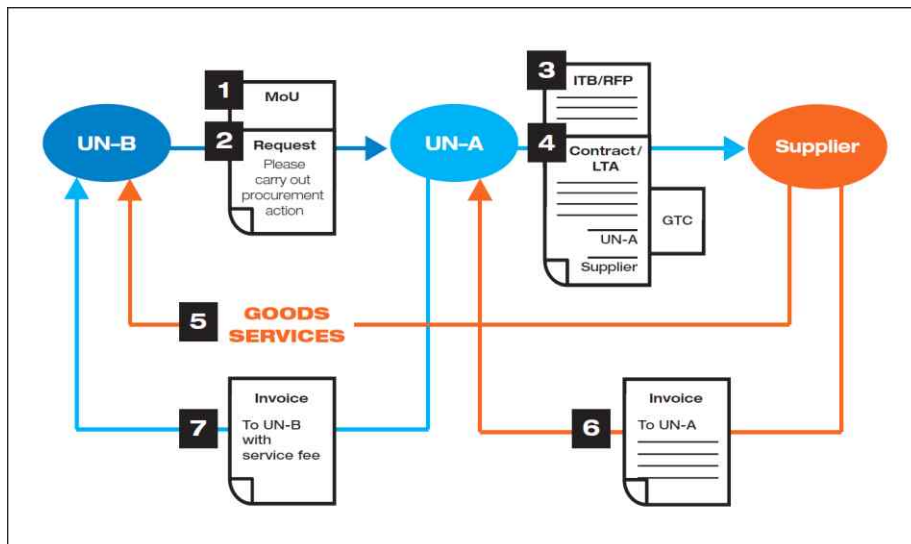 1
MoU
2
Request
Please
carry out
procurement
action
UN–B
UN–A
3
ITB/RFP
4
Contract/
LTA
UN-A
Supplier
GTC
Supplier
5
GOODS
SERVICES
7
Invoice
To UN-B
with
service fee
6
Invoice
To UN-A